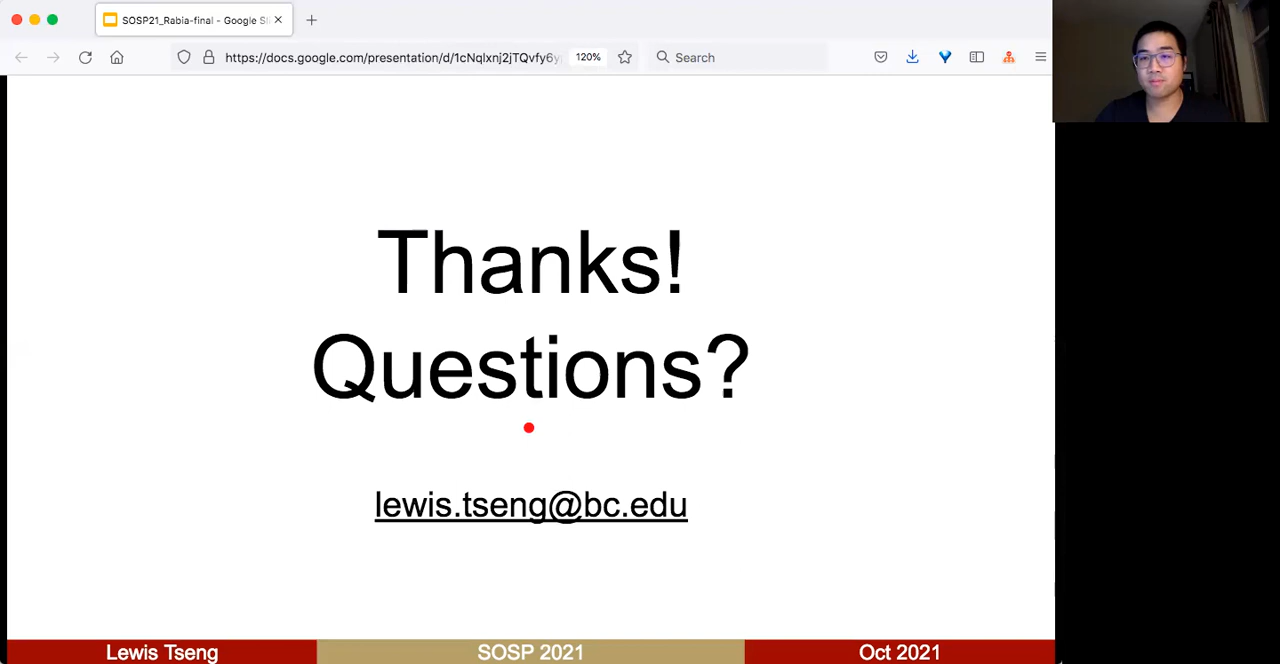 SOSP21_Rabia-final - Google Sli
https://docs.google.com/presentation/d/1cNqlxnj2jTQvfy6y
120%
Search
Thanks!
Questions?
lewis.tseng@bc.edu
Lewis Tseng
SOSP 2021
Oct 2021